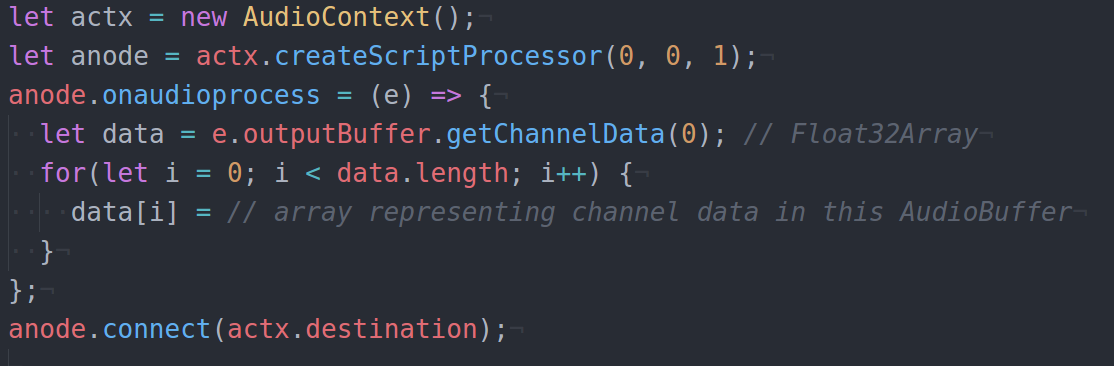 let actx = new AudioContext();¬
let anode = actx.createScriptProcessor(0, 0, 1);¬
anode.onaudioprocess = (e) => {¬
··let data = e.outputBuffer.getChannelData(0); // Float32Array¬
··for(let i = 0; i < data.length; i++) {¬
····data[i] = // array representing channel data in this AudioBuffer¬
··}¬
};¬
anode.connect(actx.destination);¬